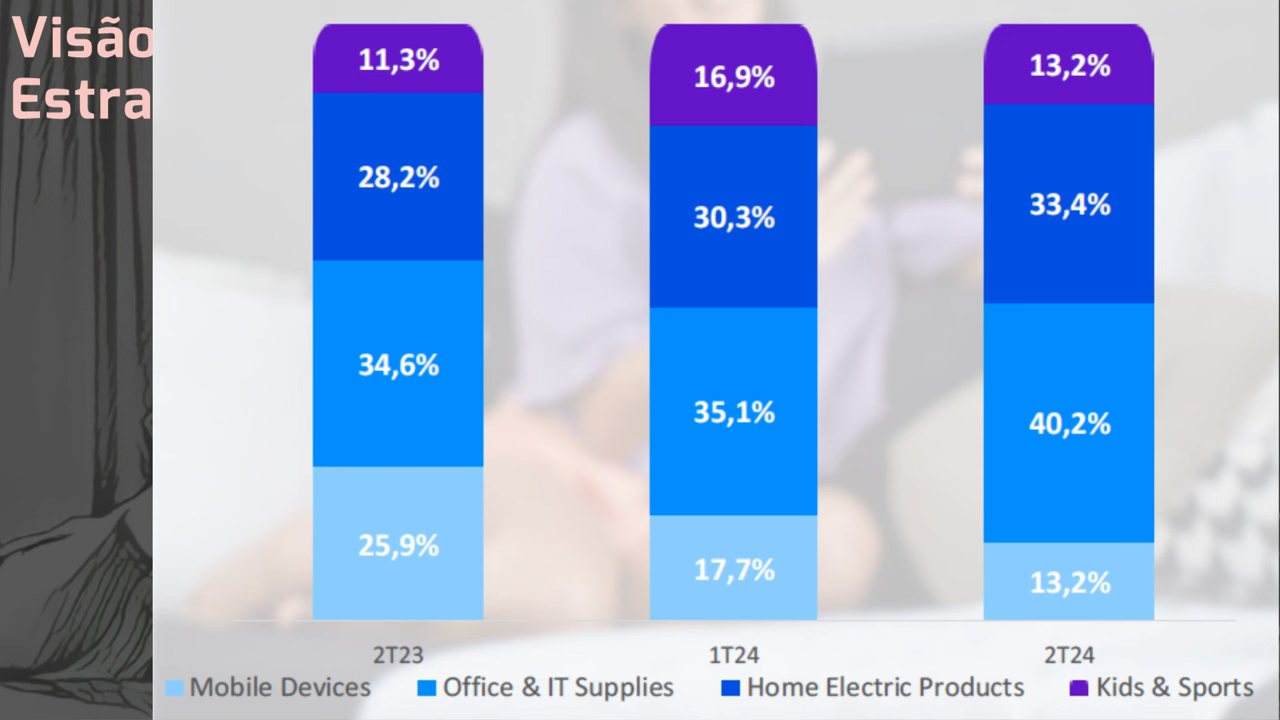 Visão
Estra
11,3%
16,9%
13,2%
28,2%
30,3%
33,4%
34,6%
35,1%
40,2%
25,9%
17,7%
13,2%
2T23
1T24
2T24
Mobile Devices
Office & IT Supplies
Home Electric Products
Kids & Sports